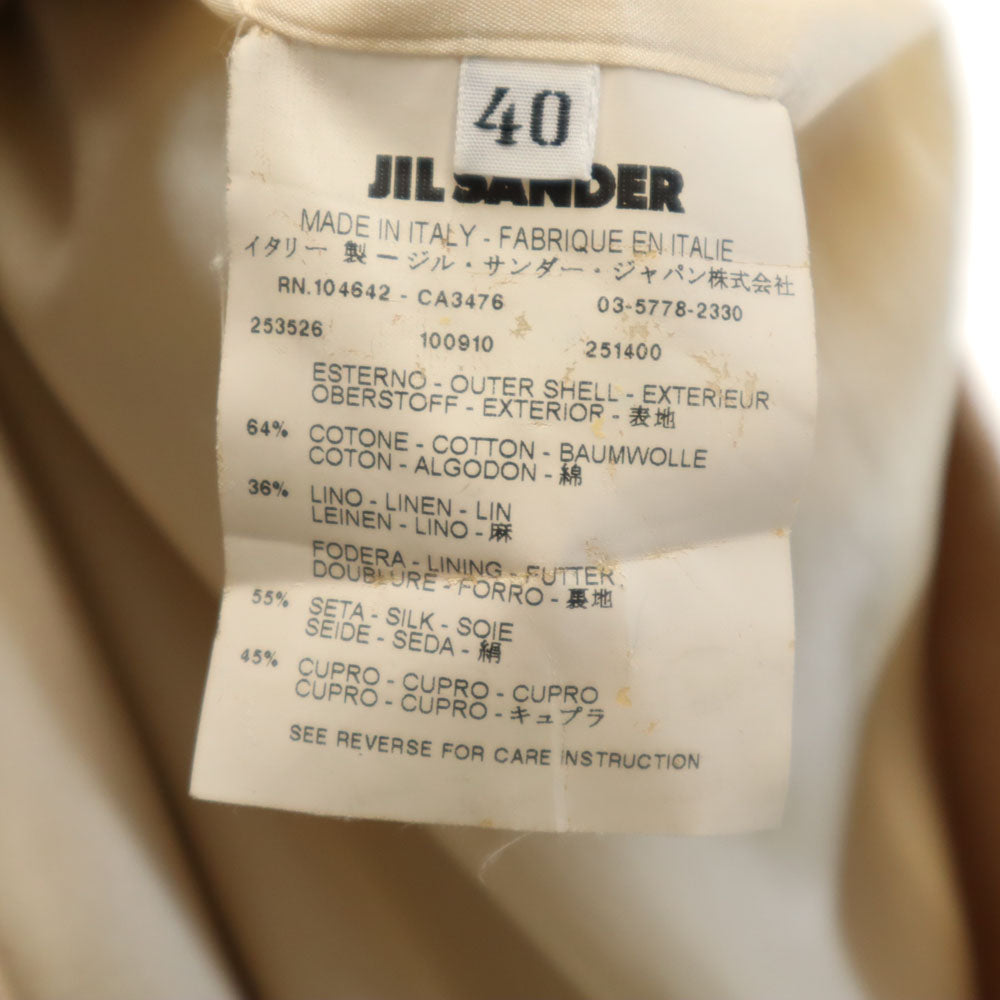 40
JIL SANDER
MADE IN ITALY - FABRIQUE EN ITALIE
イタリー 製 ージル・サンダー・ジャパン株式会社
RN.104642 - CA3476 03-5778-2330
253526 100910 251400
ESTERNO - OUTER SHELL - EXTERIEUR
OBERSTOFF - EXTERIOR - 表地
64% COTONE - COTTON - BAUMWOLLE
COTON - ALGODON - 綿
36% LINO - LINEN - LIN
LEINEN - LINO - 麻
FODERA - LINING - FUTTER
DOUBLURE - FORRO - 裏地
55% SETA - SILK - SOIE
SEIDE - SEDA - 絹
45% CUPRO - CUPRO - CUPRO
CUPRO - CUPRO - キュプラ
SEE REVERSE FOR CARE INSTRUCTION